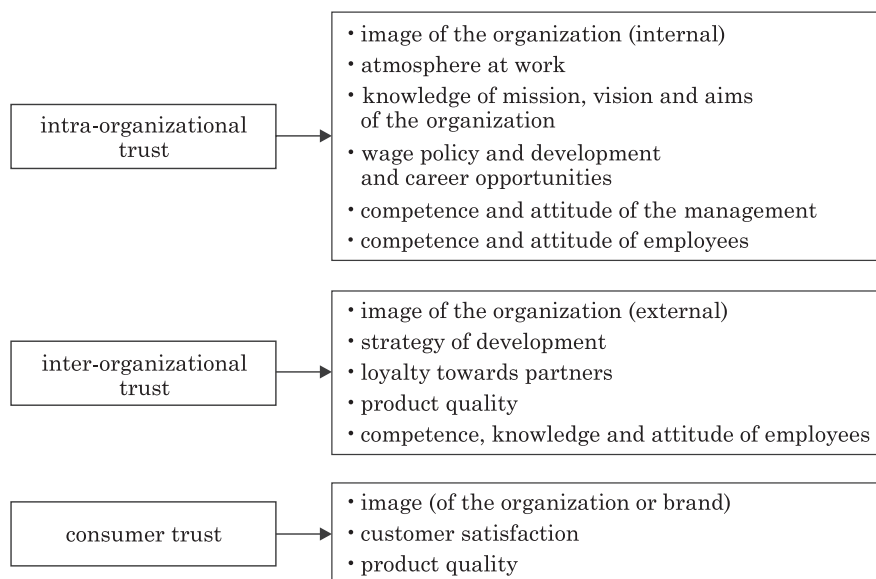 intra-organizational
trust
• image of the organization (internal)
• atmosphere at work
• knowledge of mission, vision and aims
of the organization
• wage policy and development
and career opportunities
• competence and attitude of the management
• competence and attitude of employees
inter-organizational
trust
• image of the organization (external)
• strategy of development
• loyalty towards partners
• product quality
• competence, knowledge and attitude of employees
consumer trust
• image (of the organization or brand)
• customer satisfaction
• product quality